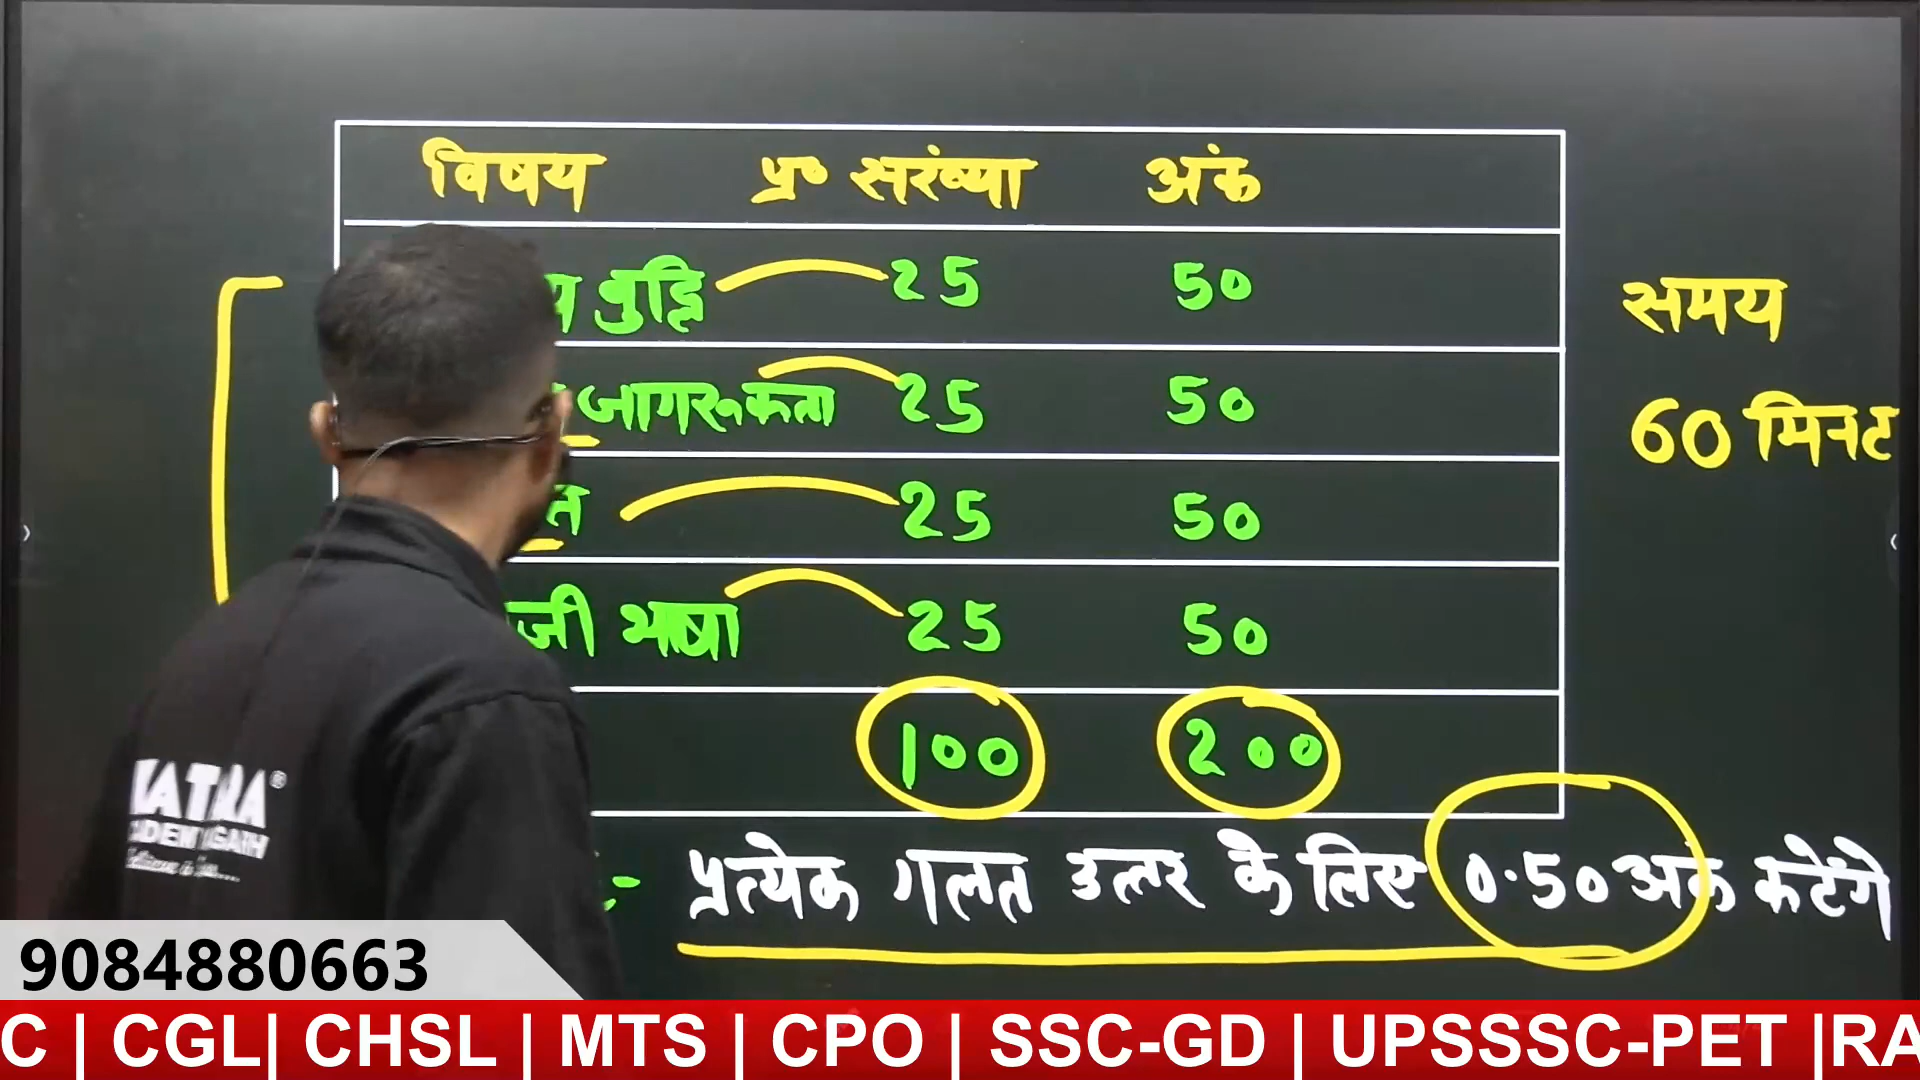 विषय प्र० संख्या अंक
बुद्धि 25 50
जागरूकता 25 50
25 50
भाषा 25 50
100 200
समय
60 मिनट
प्रत्येक गलत उत्तर के लिए 0.50 अंक कटेंगे
9084880663
C | CGL| CHSL | MTS | CPO | SSC-GD | UPSSSC-PET |RA